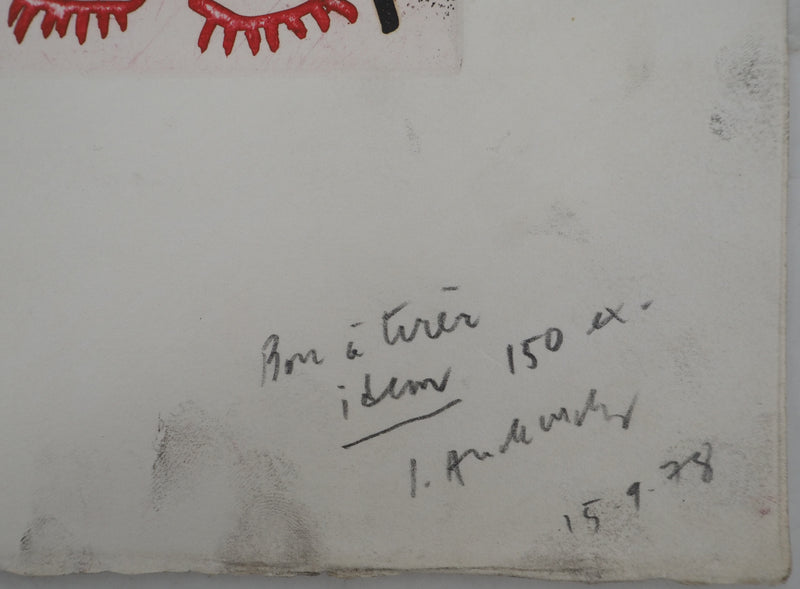 Bon à tirer
idem 150 ex.
15.9.78